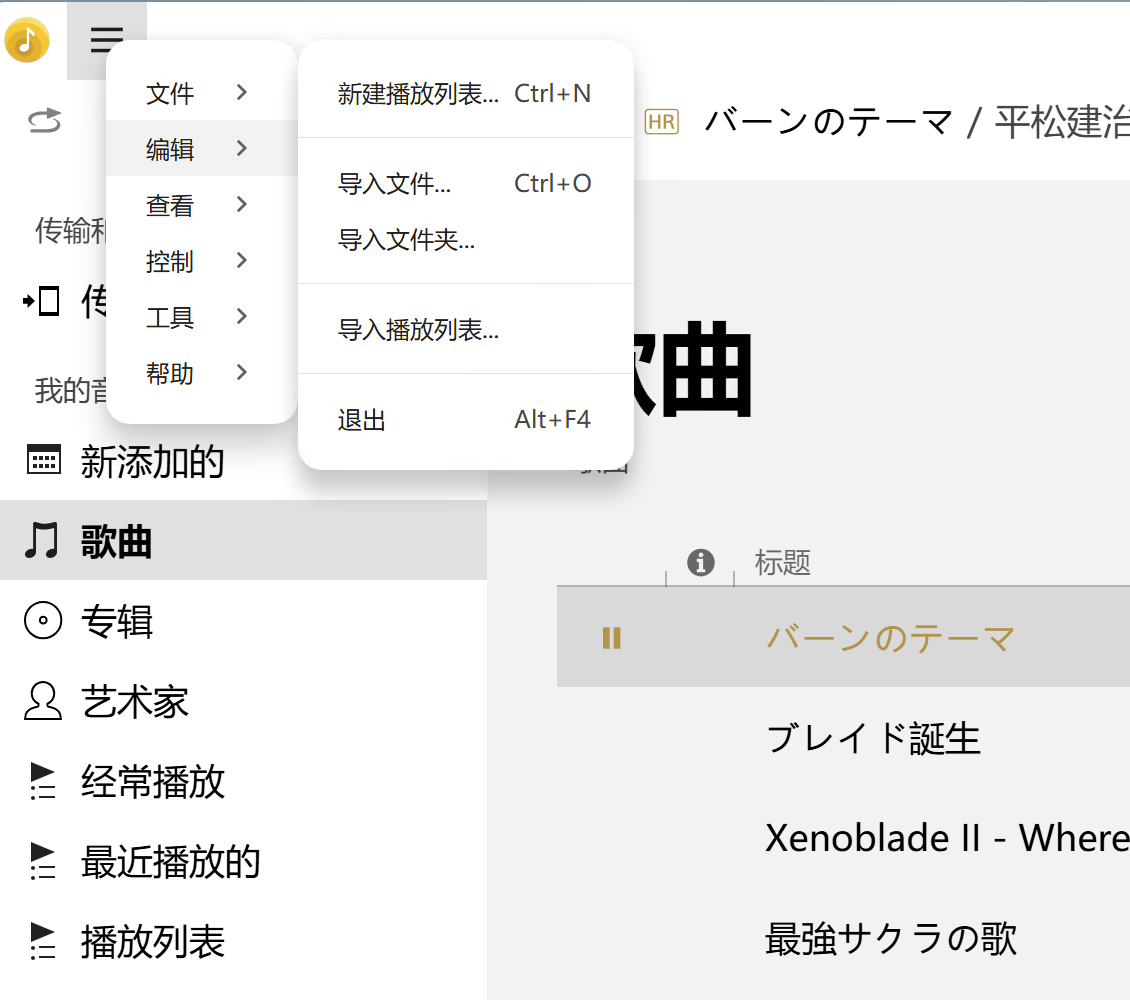 文件
编辑
查看
控制
工具
帮助
新建播放列表... Ctrl+N
导入文件... Ctrl+O
导入文件夹...
导入播放列表...
退出 Alt+F4
HR バーンのテーマ / 平松建治
传输和
传
我的音
新添加的
歌曲
专辑
艺术家
经常播放
最近播放的
播放列表
歌曲
歌曲
标题
バーンのテーマ
ブレイド誕生
Xenoblade II - Where
最強サクラの歌